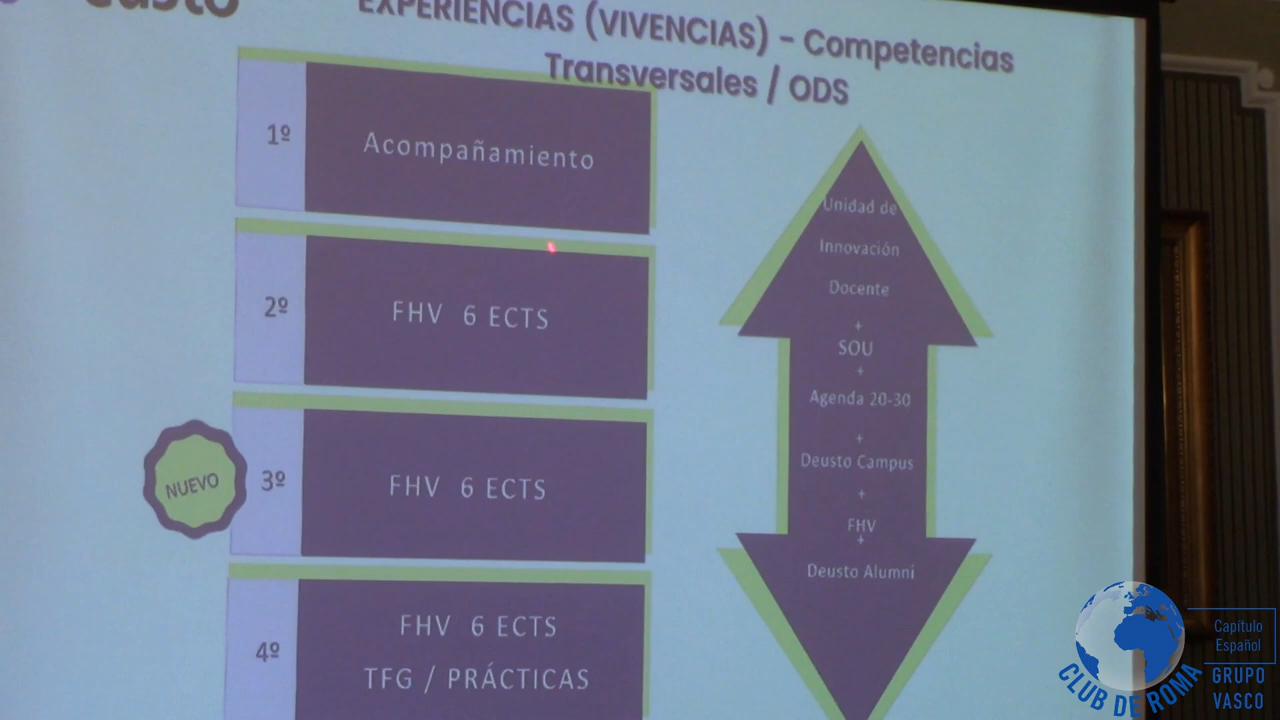 EXPERIENCIAS (VIVENCIAS) – Competencias
Transversales / ODS
1º
Acompañamiento
2º
FHV 6 ECTS
NUEVO
3º
FHV 6 ECTS
4º
FHV 6 ECTS
TFG / PRÁCTICAS
Unidad de
Innovación
Docente
+
SOU
+
Agenda 20-30
+
Deusto Campus
+
FHV
+
Deusto Alumni
CLUB DE ROMA
Capítulo
Español
GRUPO
VASCO